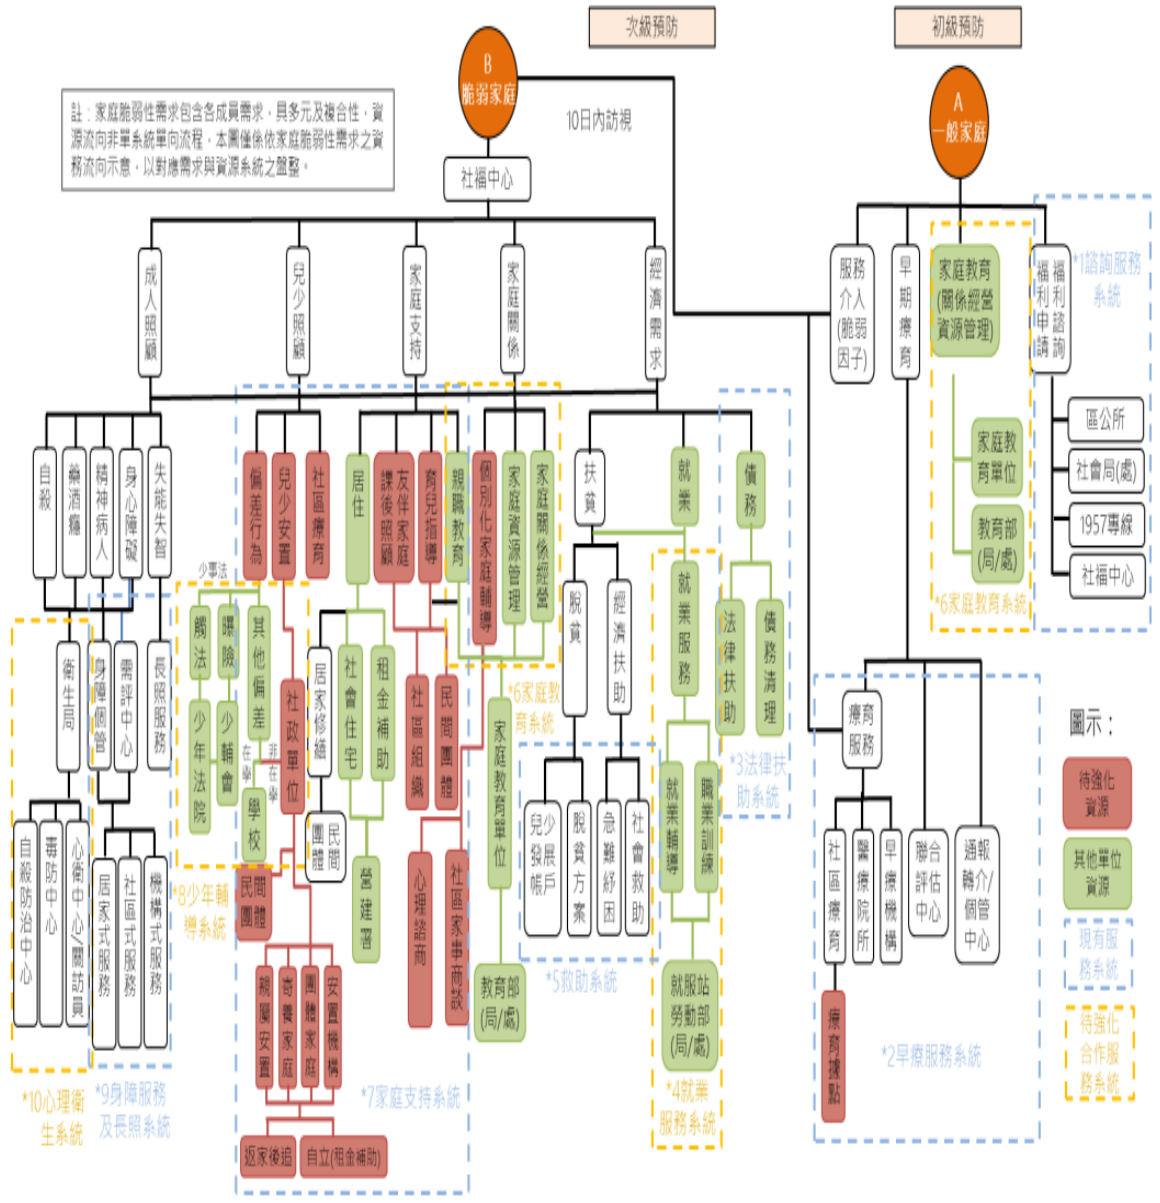 次級預防
初級預防
B
脆弱家庭
10日內訪視
A
一般家庭
註：家庭脆弱性需求包含各成員需求，具多元及複合性，資
源流向非單系統單向流程，本圖僅係依家庭脆弱性需求之資
務流向示意，以對應需求與資源系統之盤整。
社福中心
成人照顧
兒少照顧
家庭支持
家庭關係
經濟需求
服務
介入
(脆弱
因子)
早期療育
家庭教育
(關係經營
資源管理)
福利諮詢
福利申請
*1諮詢服務
系統
區公所
社會局(處)
1957專線
社福中心
家庭教
育單位
教育部
(局/處)
*6家庭教育系統
自殺
藥酒癮
精神病人
身心障礙
失能失智
偏差行為
兒少安置
社區療育
居住
友伴家庭
課後照顧
育兒指導
親職教育
個別化家庭輔導
家庭資源管理
家庭關係經營
扶貧
就業
債務
少事法
觸法
曝險
其他偏差
少年法院
少輔會
在學
非在學
學校
社政單位
居家修繕
社會住宅
租金補助
民間
團體
營建署
社區組織
民間團體
心理諮商
社區家事商談
*6家庭教
育系統
家庭教育單位
教育部
(局/處)
脫貧
經濟扶助
兒少
發展
帳戶
脫貧方案
急難紓困
社會救助
*5救助系統
就業服務
就業輔導
職業訓練
就服站
勞動部
(局/處)
*4就業
服務系統
法律扶助
債務清理
*3法律扶
助系統
衛生局
身障個管
需評中心
長照服務
自殺防治中心
毒防中心
心衛中心/關訪員
居家式服務
社區式服務
機構式服務
*10心理衛
生系統
*9身障服務
及長照系統
*8少年輔
導系統
民間
團體
親屬安置
寄養家庭
團體家庭
安置機構
返家後追
自立(租金補助)
*7家庭支持系統
療育
服務
社區療育
醫療院所
早療機構
聯合
評估
中心
通報
轉介/
個管
中心
療育據點
*2早療服務系統
圖示：
待強化
資源
其他單位
資源
現有服
務系統
待強化
合作服
務系統